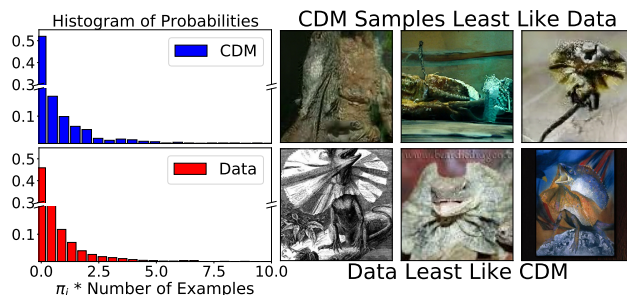 Histogram of Probabilities
CDM Samples Least Like Data
0.5
0.4
0.3
0.1
CDM
0.5
0.4
0.3
0.1
Data
0.0 2.5 5.0 7.5 10.0
π_i * Number of Examples
Data Least Like CDM